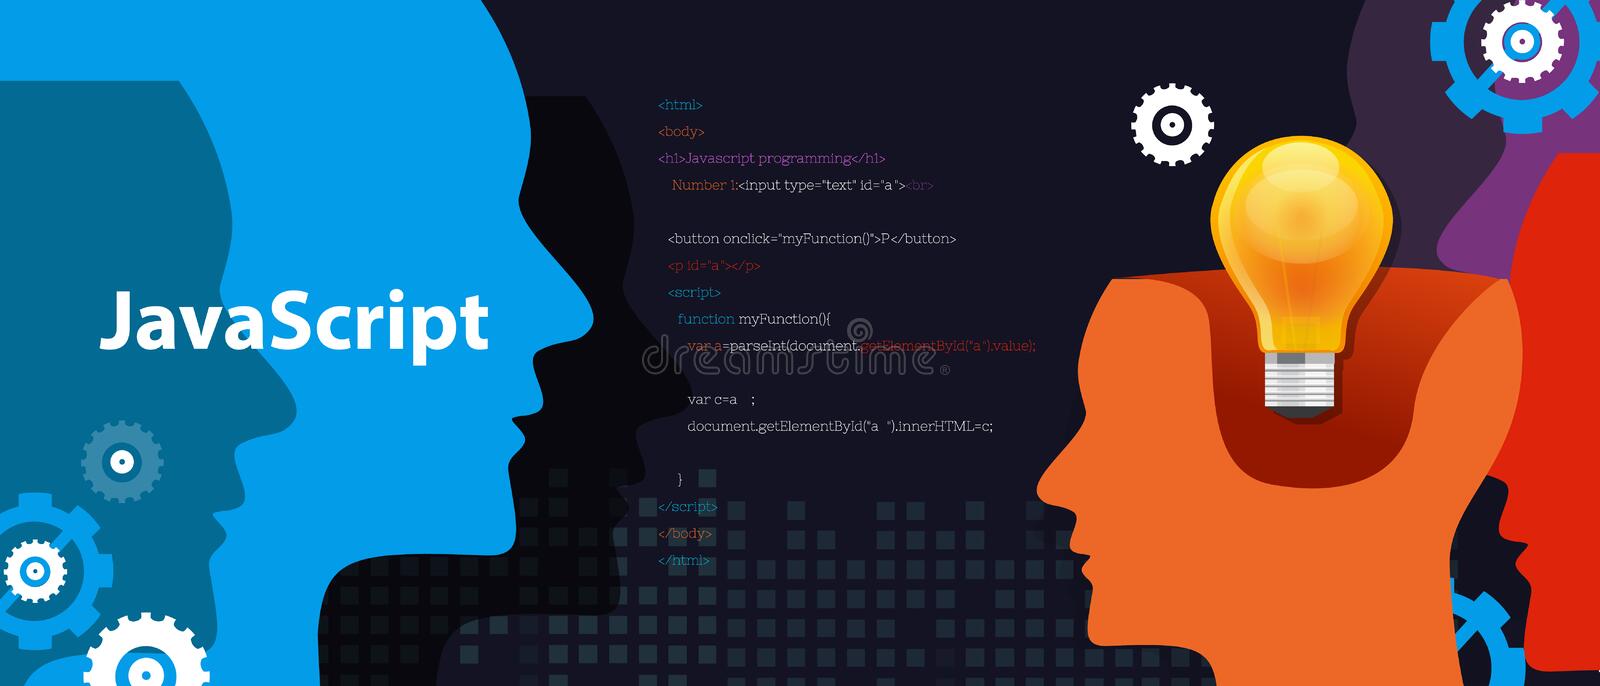 JavaScript
<html>
<body>
<h1>Javascript programming</h1>
Number 1:<input type="text" id="a"><br>
<button onclick="myFunction()">P</button>
<p id="a"></p>
<script>
function myFunction(){
var a=parseInt(document.getElementById("a").value);
var c=a ;
document.getElementById("a ").innerHTML=c;
}
</script>
</body>
</html>
dreamstime®